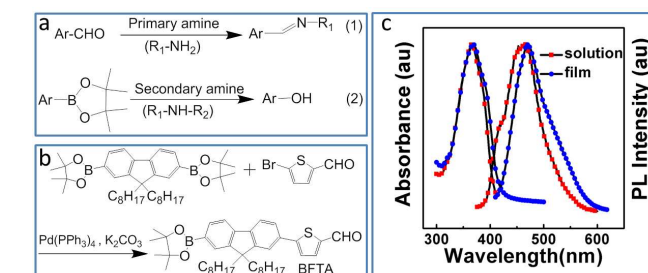 a
Ar-CHO Primary amine (R₁-NH₂) Ar N-R₁ (1)
Ar-B O O Secondary amine (R₁-NH-R₂) Ar-OH (2)
b
O B O O B O + Br S CHO
C₈H₁₇ C₈H₁₇
Pd(PPh₃)₄ , K₂CO₃ O B O S CHO
C₈H₁₇ C₈H₁₇ BFTA
c
Absorbance (au)
PL Intensity (au)
solution
film
300 400 500 600
Wavelength(nm)